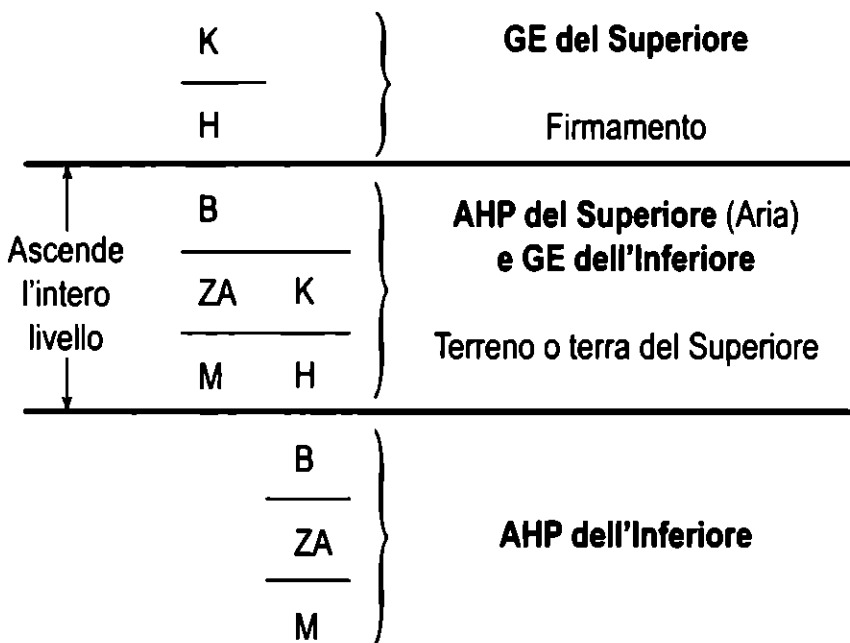 K
GE del Superiore
H
Firmamento
B
AHP del Superiore (Aria)
e GE dell'Inferiore
Ascende
l'intero
livello
ZA K
Terreno o terra del Superiore
M H
B
ZA
AHP dell'Inferiore
M